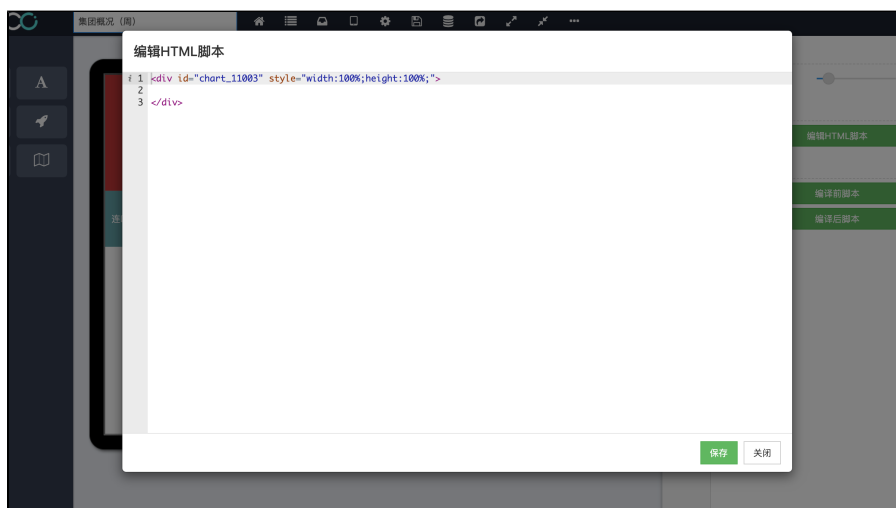 集团概况（周）
编辑HTML脚本
A
i 1 <div id="chart_11003" style="width:100%;height:100%;">
2
3 </div>
编辑HTML脚本
编译前脚本
连
编译后脚本
保存 关闭